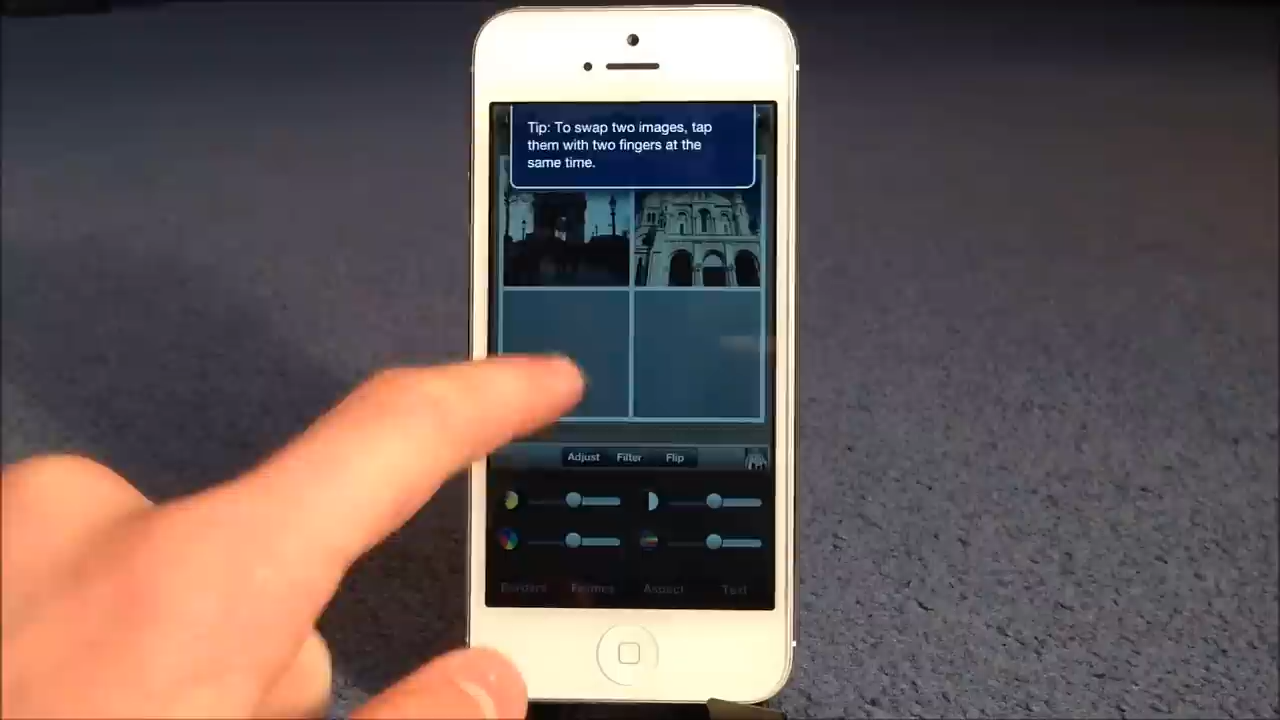 Tip: To swap two images, tap
them with two fingers at the
same time.
Adjust Filter Flip
Borders Frames Aspect Text